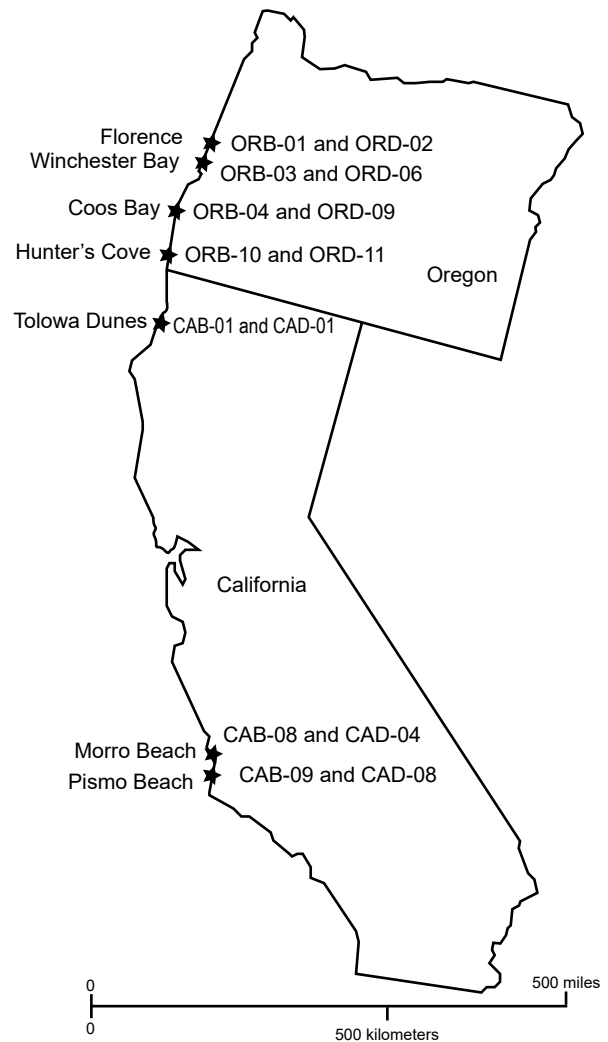 Florence
ORB-01 and ORD-02
Winchester Bay
ORB-03 and ORD-06
Coos Bay
ORB-04 and ORD-09
Hunter’s Cove
ORB-10 and ORD-11
Oregon
Tolowa Dunes
CAB-01 and CAD-01
California
Morro Beach
CAB-08 and CAD-04
Pismo Beach
CAB-09 and CAD-08
0
500 miles
0
500 kilometers